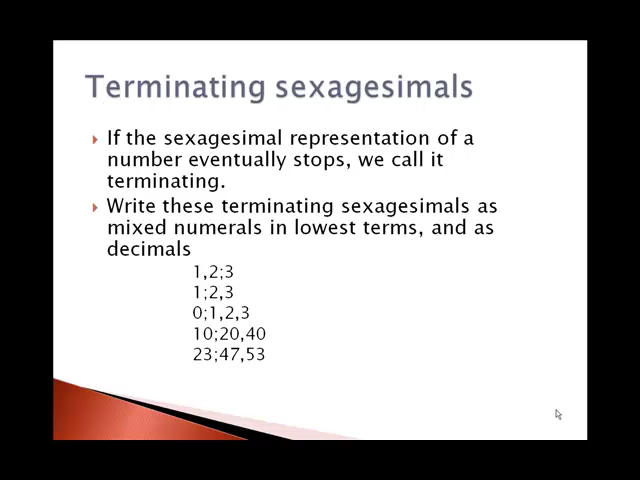 Terminating sexagesimals
If the sexagesimal representation of a
number eventually stops, we call it
terminating.
Write these terminating sexagesimals as
mixed numerals in lowest terms, and as
decimals
1,2;3
1;2,3
0;1,2,3
10;20,40
23;47,53